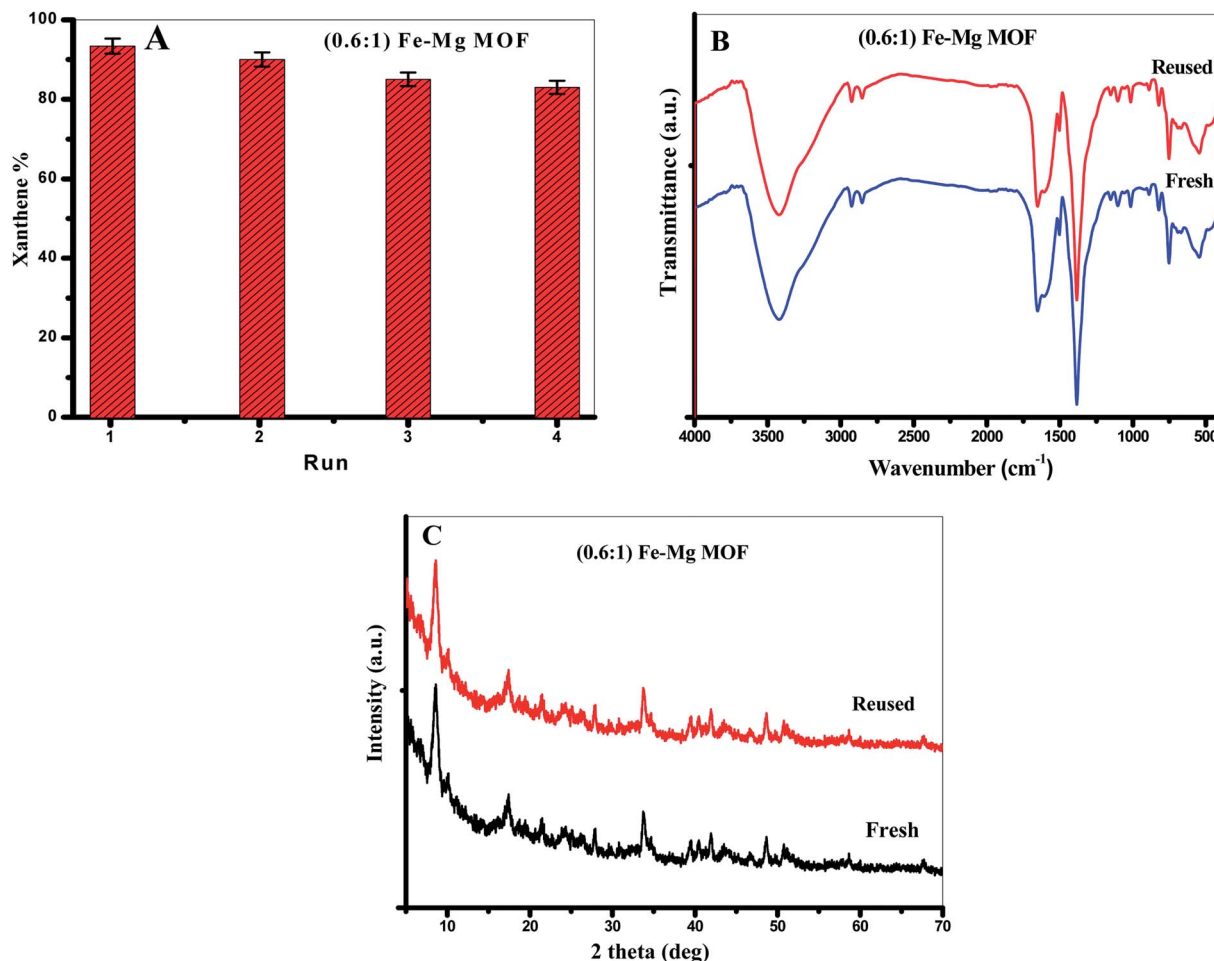 A
(0.6:1) Fe-Mg MOF
Xanthene %
100
80
60
40
20
0
1 2 3 4
Run
B
(0.6:1) Fe-Mg MOF
Reused
Fresh
Transmittance (a.u.)
4000 3500 3000 2500 2000 1500 1000 500
Wavenumber (cm⁻¹)
C
(0.6:1) Fe-Mg MOF
Reused
Fresh
Intensity (a.u.)
10 20 30 40 50 60 70
2 theta (deg)